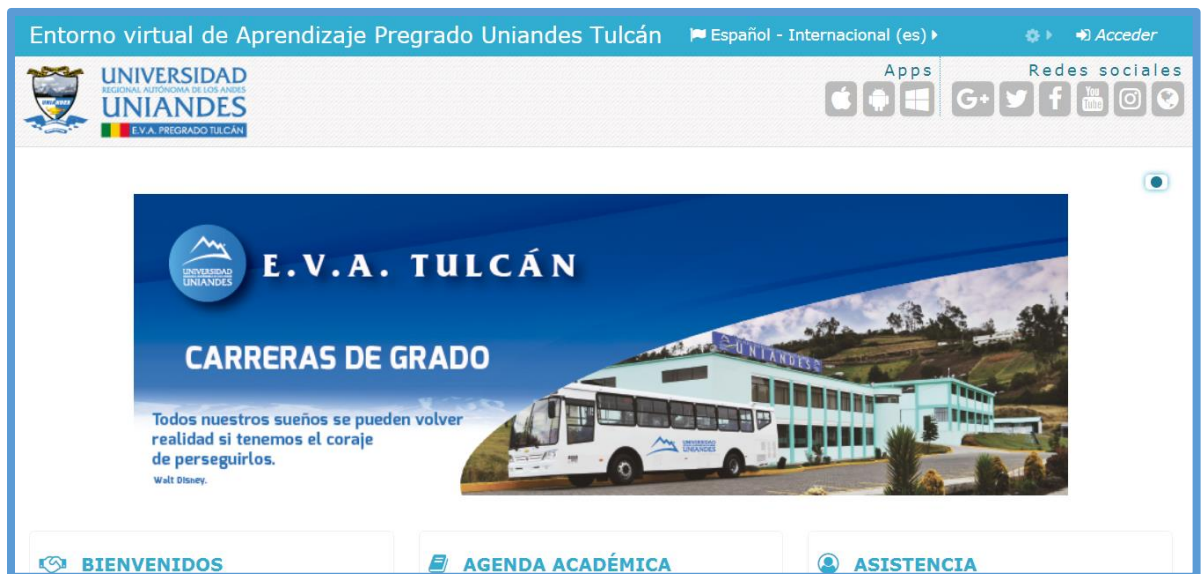 Entorno virtual de Aprendizaje Pregrado Uniandes Tulcán
Español - Internacional (es)
Acceder
UNIVERSIDAD
REGIONAL AUTÓNOMA DE LOS ANDES
UNIANDES
E.V.A. PREGRADO TULCÁN
Apps
Redes sociales
G+
You Tube
UNIVERSIDAD
UNIANDES
E.V.A. TULCÁN
CARRERAS DE GRADO
UNIANDES
Todos nuestros sueños se pueden volver
realidad si tenemos el coraje
de perseguirlos.
Walt Disney.
UNIVERSIDAD
UNIANDES
BIENVENIDOS
AGENDA ACADÉMICA
ASISTENCIA